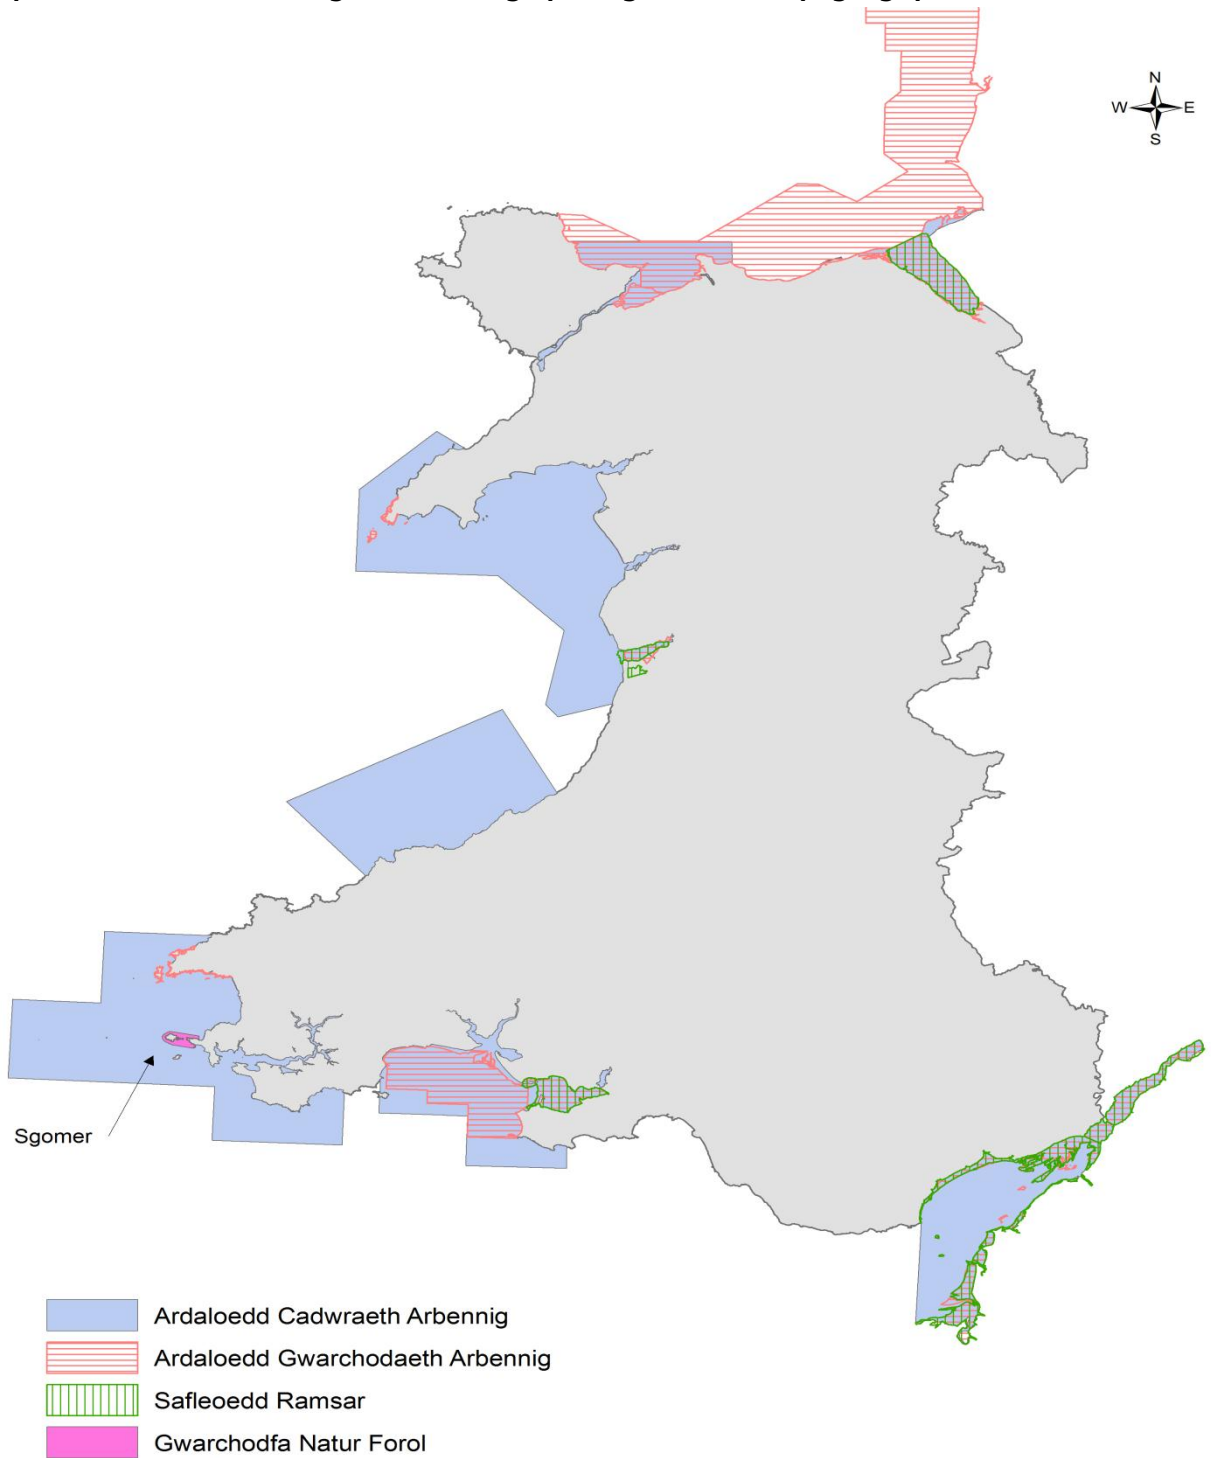 N
W E
S
Sgomer
Ardaloedd Cadwraeth Arbennig
Ardaloedd Gwarchodaeth Arbennig
Safleoedd Ramsar
Gwarchodfa Natur Forol